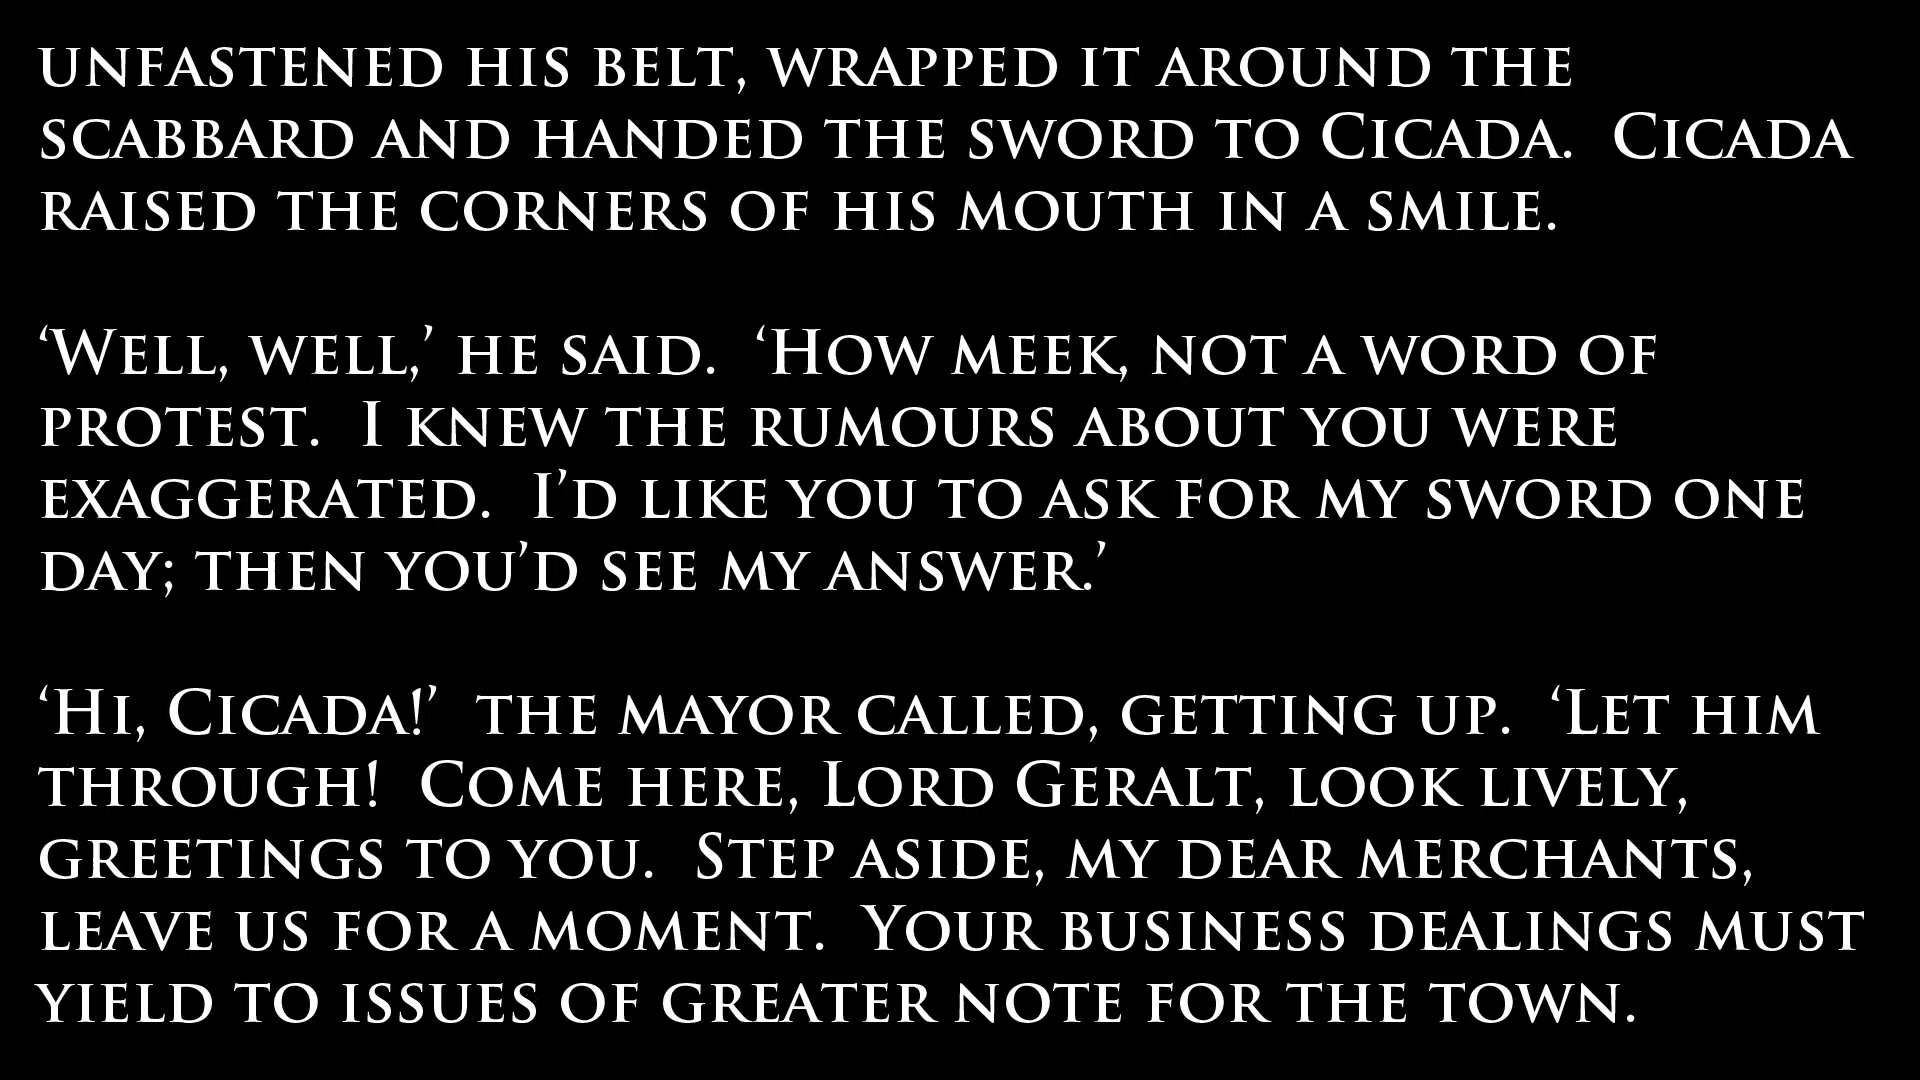 unfastened his belt, wrapped it around the
scabbard and handed the sword to Cicada.  Cicada
raised the corners of his mouth in a smile.
‘Well, well,’ he said.  ‘How meek, not a word of
protest.  I knew the rumours about you were
exaggerated.  I’d like you to ask for my sword one
day; then you’d see my answer.’
‘Hi, Cicada!’  the mayor called, getting up.  ‘Let him
through!  Come here, Lord Geralt, look lively,
greetings to you.  Step aside, my dear merchants,
leave us for a moment.  Your business dealings must
yield to issues of greater note for the town.